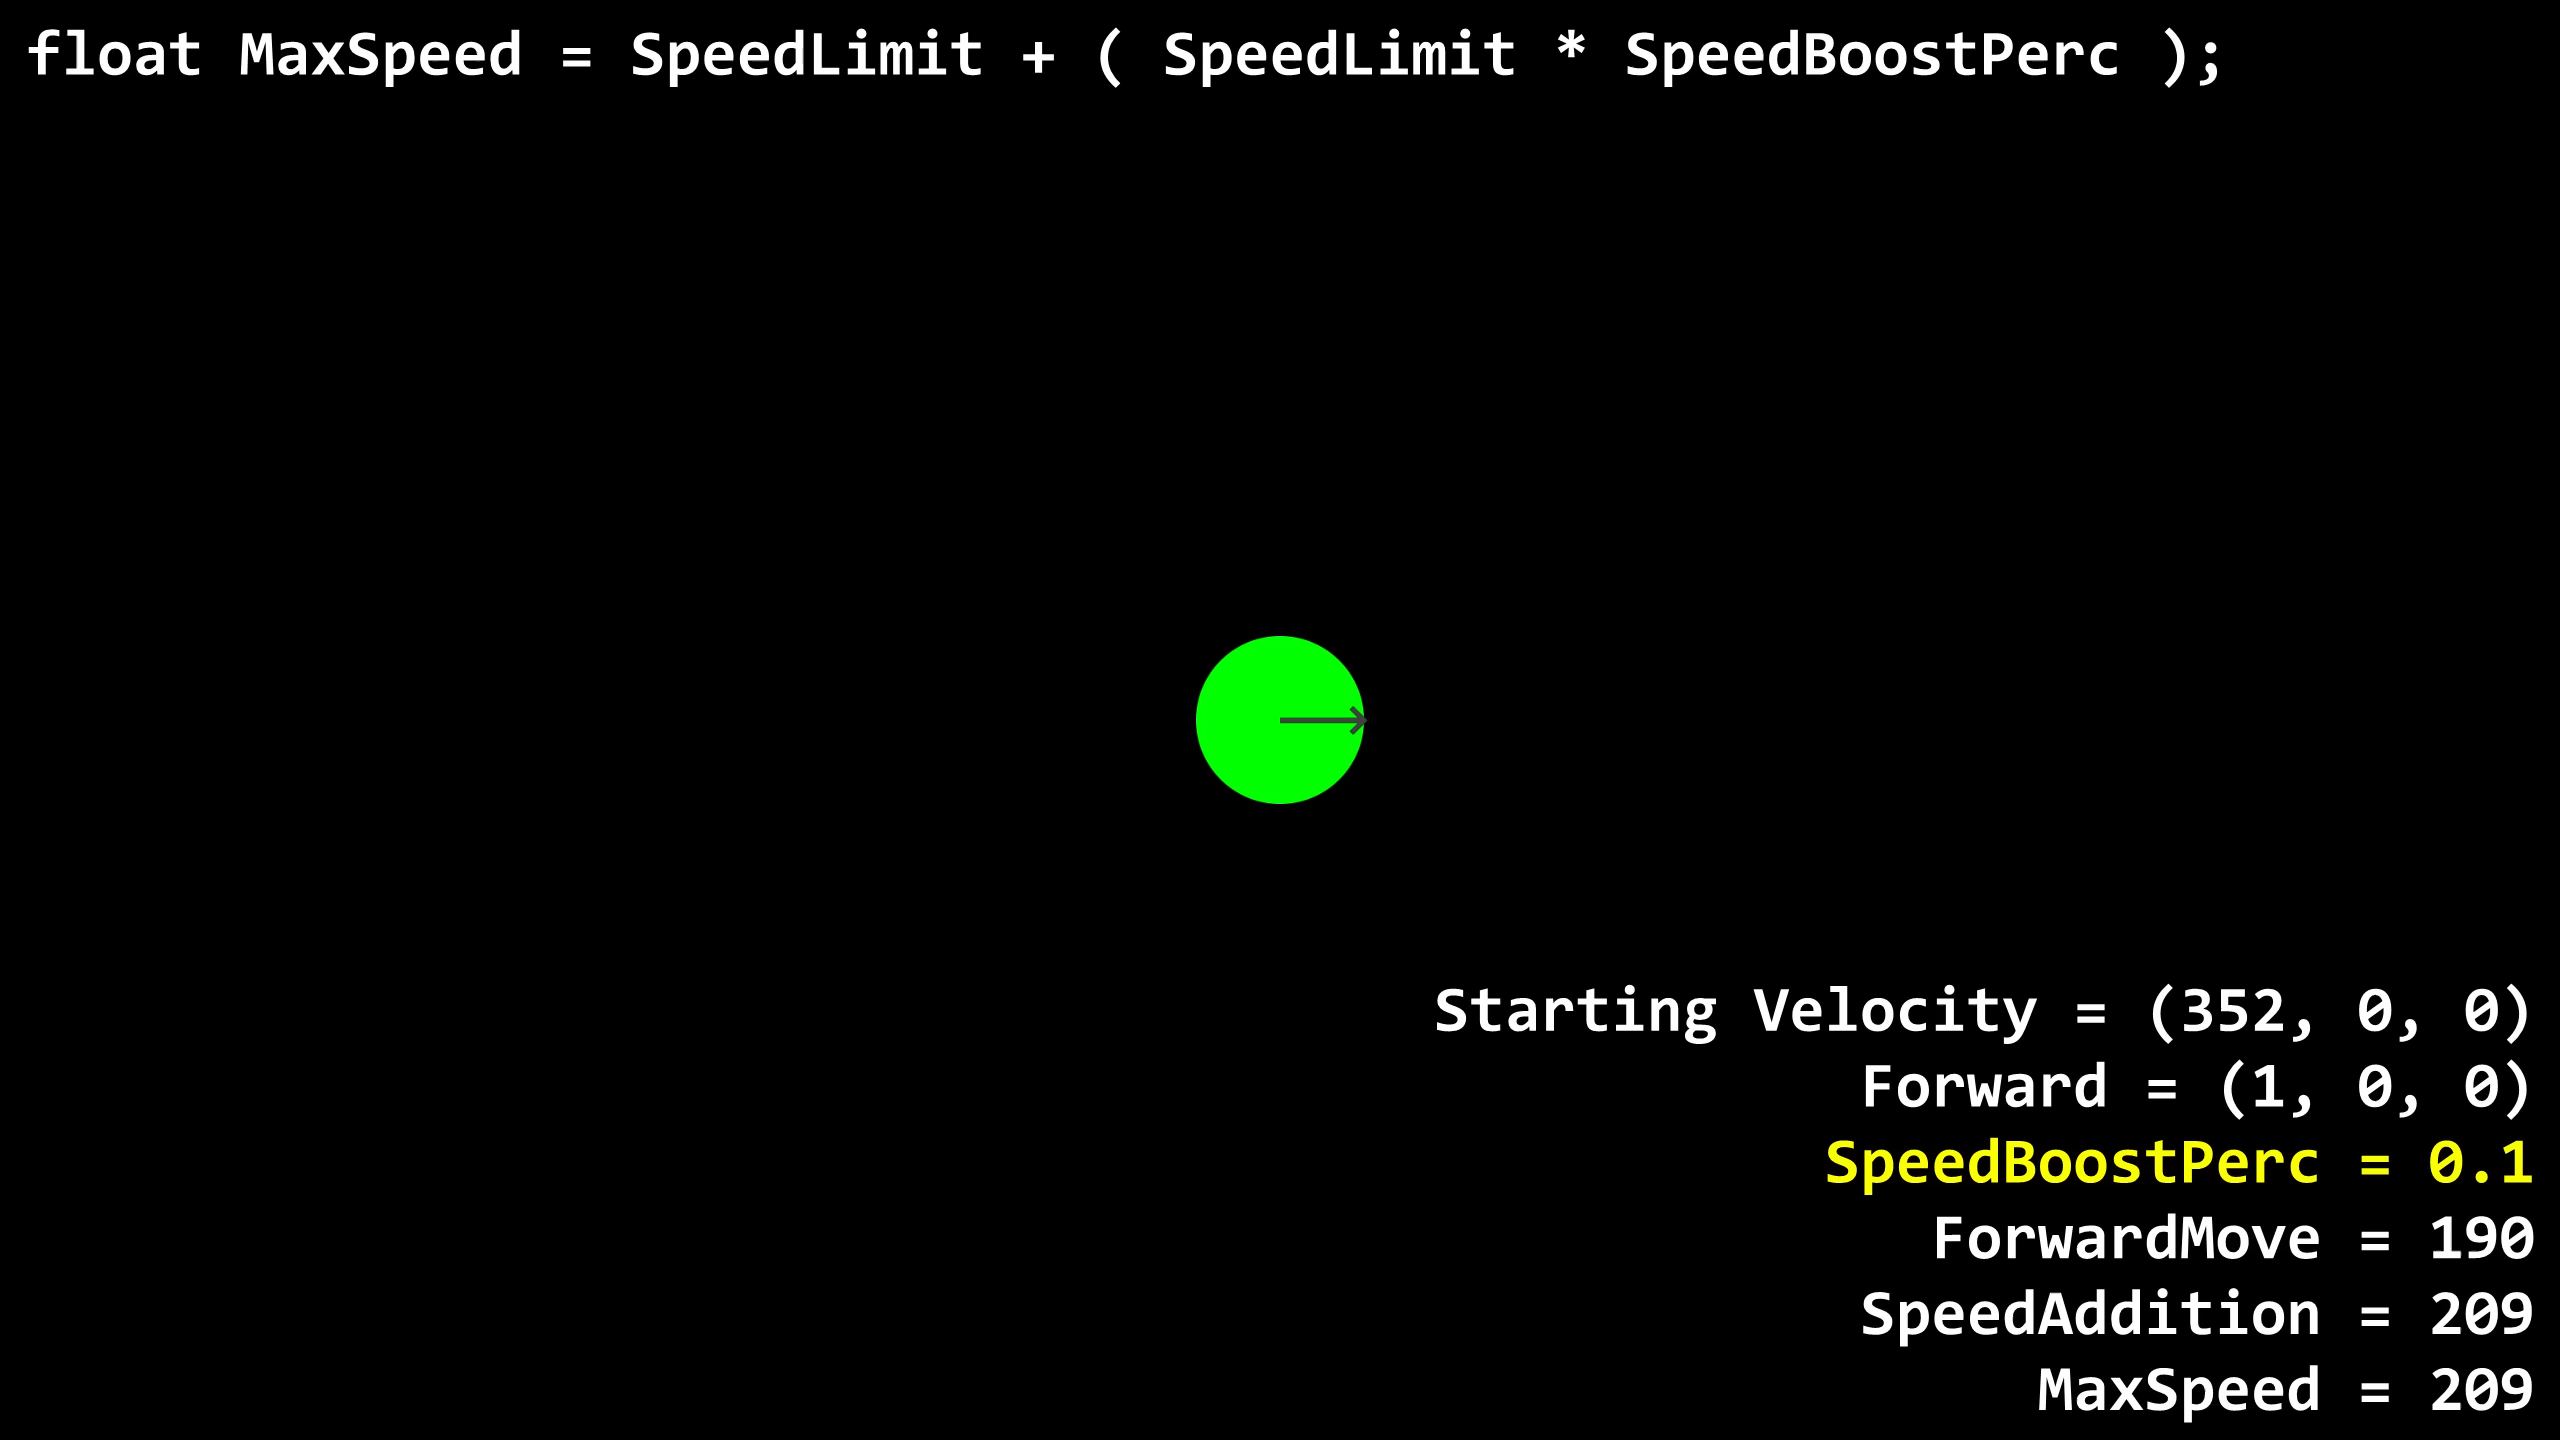 float MaxSpeed = SpeedLimit + ( SpeedLimit * SpeedBoostPerc );
Starting Velocity = (352, 0, 0)
Forward = (1, 0, 0)
SpeedBoostPerc = 0.1
ForwardMove = 190
SpeedAddition = 209
MaxSpeed = 209